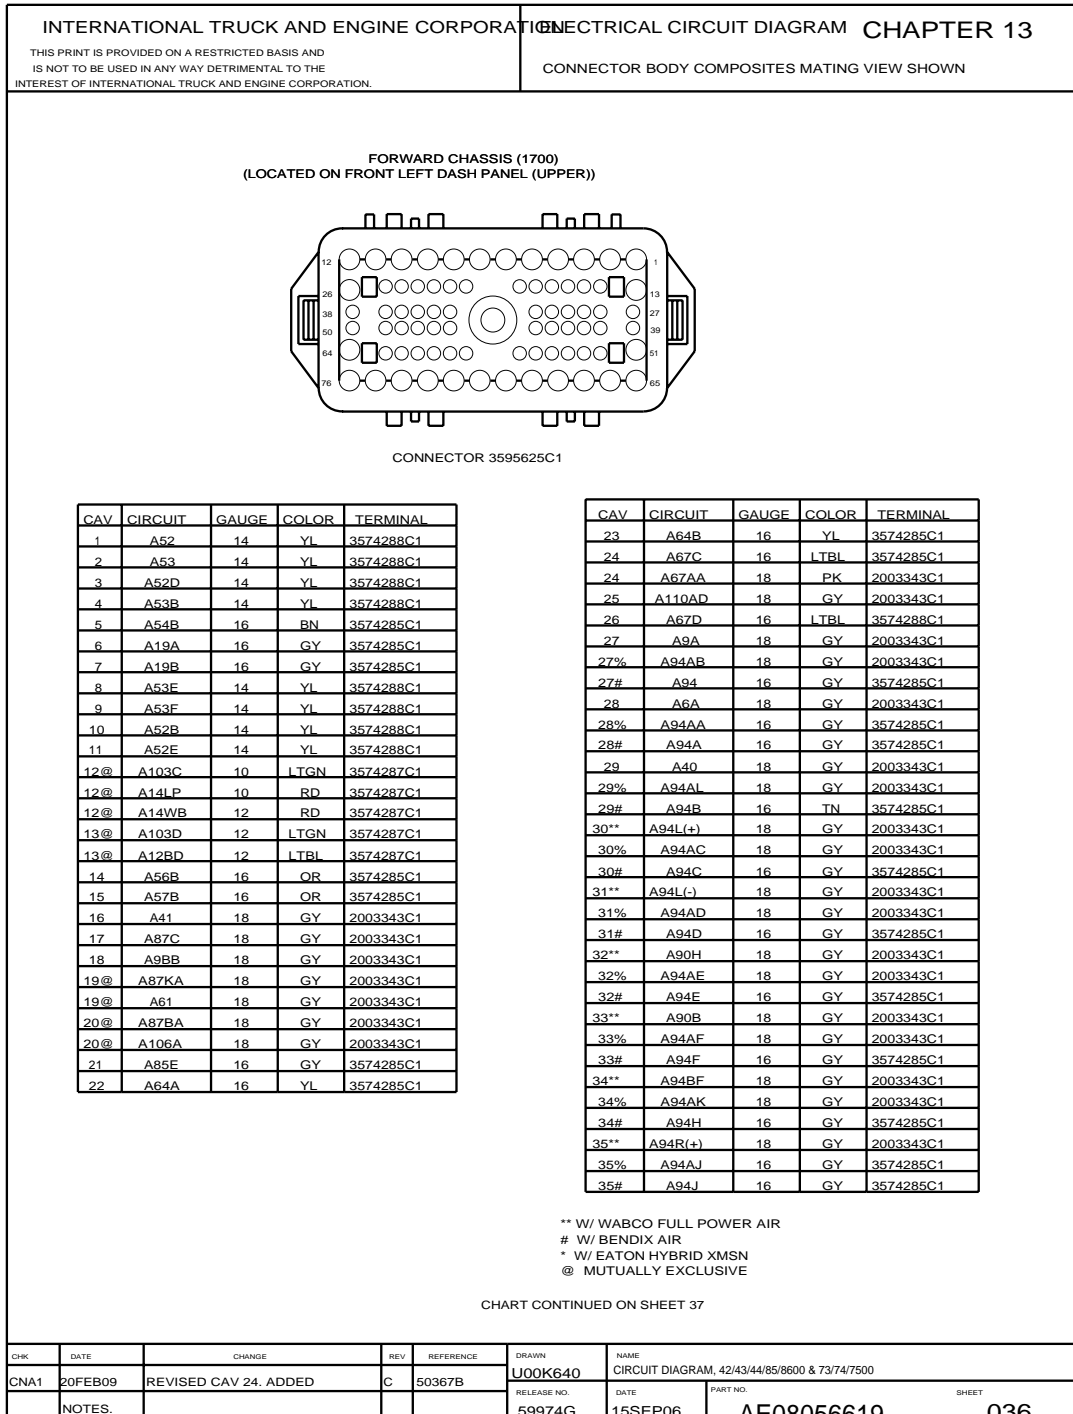 INTERNATIONAL TRUCK AND ENGINE CORPORATION
THIS PRINT IS PROVIDED ON A RESTRICTED BASIS AND
IS NOT TO BE USED IN ANY WAY DETRIMENTAL TO THE
INTEREST OF INTERNATIONAL TRUCK AND ENGINE CORPORATION.
ELECTRICAL CIRCUIT DIAGRAM CHAPTER 13
CONNECTOR BODY COMPOSITES MATING VIEW SHOWN
FORWARD CHASSIS (1700)
(LOCATED ON FRONT LEFT DASH PANEL (UPPER))
12 1
26 13
38 27
50 39
64 51
76 65
CONNECTOR 3595625C1
CAV CIRCUIT GAUGE COLOR TERMINAL
1 A52 14 YL 3574288C1
2 A53 14 YL 3574288C1
3 A52D 14 YL 3574288C1
4 A53B 14 YL 3574288C1
5 A54B 16 BN 3574285C1
6 A19A 16 GY 3574285C1
7 A19B 16 GY 3574285C1
8 A53E 14 YL 3574288C1
9 A53F 14 YL 3574288C1
10 A52B 14 YL 3574288C1
11 A52E 14 YL 3574288C1
12@ A103C 10 LTGN 3574287C1
12@ A14LP 10 RD 3574287C1
12@ A14WB 12 RD 3574287C1
13@ A103D 12 LTGN 3574287C1
13@ A12BD 12 LTBL 3574287C1
14 A56B 16 OR 3574285C1
15 A57B 16 OR 3574285C1
16 A41 18 GY 2003343C1
17 A87C 18 GY 2003343C1
18 A9BB 18 GY 2003343C1
19@ A87KA 18 GY 2003343C1
19@ A61 18 GY 2003343C1
20@ A87BA 18 GY 2003343C1
20@ A106A 18 GY 2003343C1
21 A85E 16 GY 3574285C1
22 A64A 16 YL 3574285C1
CAV CIRCUIT GAUGE COLOR TERMINAL
23 A64B 16 YL 3574285C1
24 A67C 16 LTBL 3574285C1
24 A67AA 18 PK 2003343C1
25 A110AD 18 GY 2003343C1
26 A67D 16 LTBL 3574288C1
27 A9A 18 GY 2003343C1
27% A94AB 18 GY 2003343C1
27# A94 16 GY 3574285C1
28 A6A 18 GY 2003343C1
28% A94AA 16 GY 3574285C1
28# A94A 16 GY 3574285C1
29 A40 18 GY 2003343C1
29% A94AL 18 GY 2003343C1
29# A94B 16 TN 3574285C1
30** A94L(+) 18 GY 2003343C1
30% A94AC 18 GY 2003343C1
30# A94C 16 GY 3574285C1
31** A94L(-) 18 GY 2003343C1
31% A94AD 18 GY 2003343C1
31# A94D 16 GY 3574285C1
32** A90H 18 GY 2003343C1
32% A94AE 18 GY 2003343C1
32# A94E 16 GY 3574285C1
33** A90B 18 GY 2003343C1
33% A94AF 18 GY 2003343C1
33# A94F 16 GY 3574285C1
34** A94BF 18 GY 2003343C1
34% A94AK 18 GY 2003343C1
34# A94H 16 GY 3574285C1
35** A94R(+) 18 GY 2003343C1
35% A94AJ 16 GY 3574285C1
35# A94J 16 GY 3574285C1
** W/ WABCO FULL POWER AIR
# W/ BENDIX AIR
* W/ EATON HYBRID XMSN
@ MUTUALLY EXCLUSIVE
CHART CONTINUED ON SHEET 37
CHK DATE CHANGE REV REFERENCE
CNA1 20FEB09 REVISED CAV 24. ADDED C 50367B
NOTES.
DRAWN
U00K640
NAME
CIRCUIT DIAGRAM, 42/43/44/85/8600 & 73/74/7500
RELEASE NO. DATE PART NO. SHEET
59974G 15SEP06 AE08056619 036